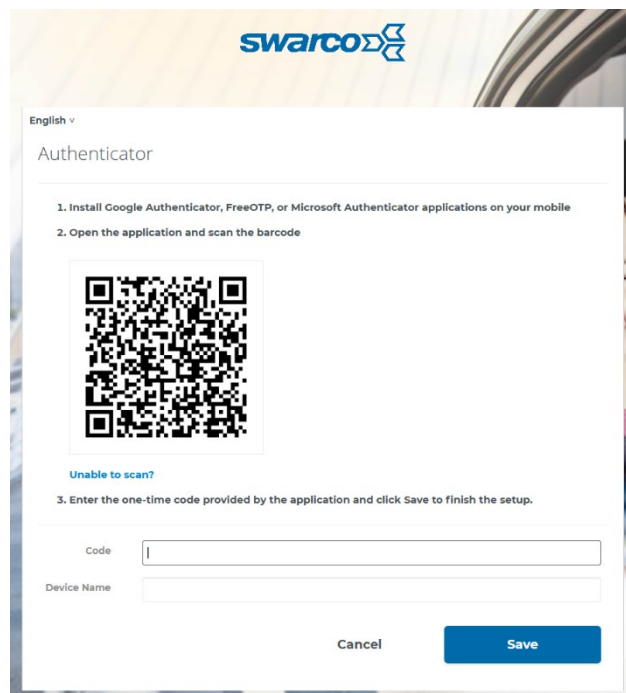 swarco
English v
Authenticator
1. Install Google Authenticator, FreeOTP, or Microsoft Authenticator applications on your mobile
2. Open the application and scan the barcode
Unable to scan?
3. Enter the one-time code provided by the application and click Save to finish the setup.
Code
Device Name
Cancel Save